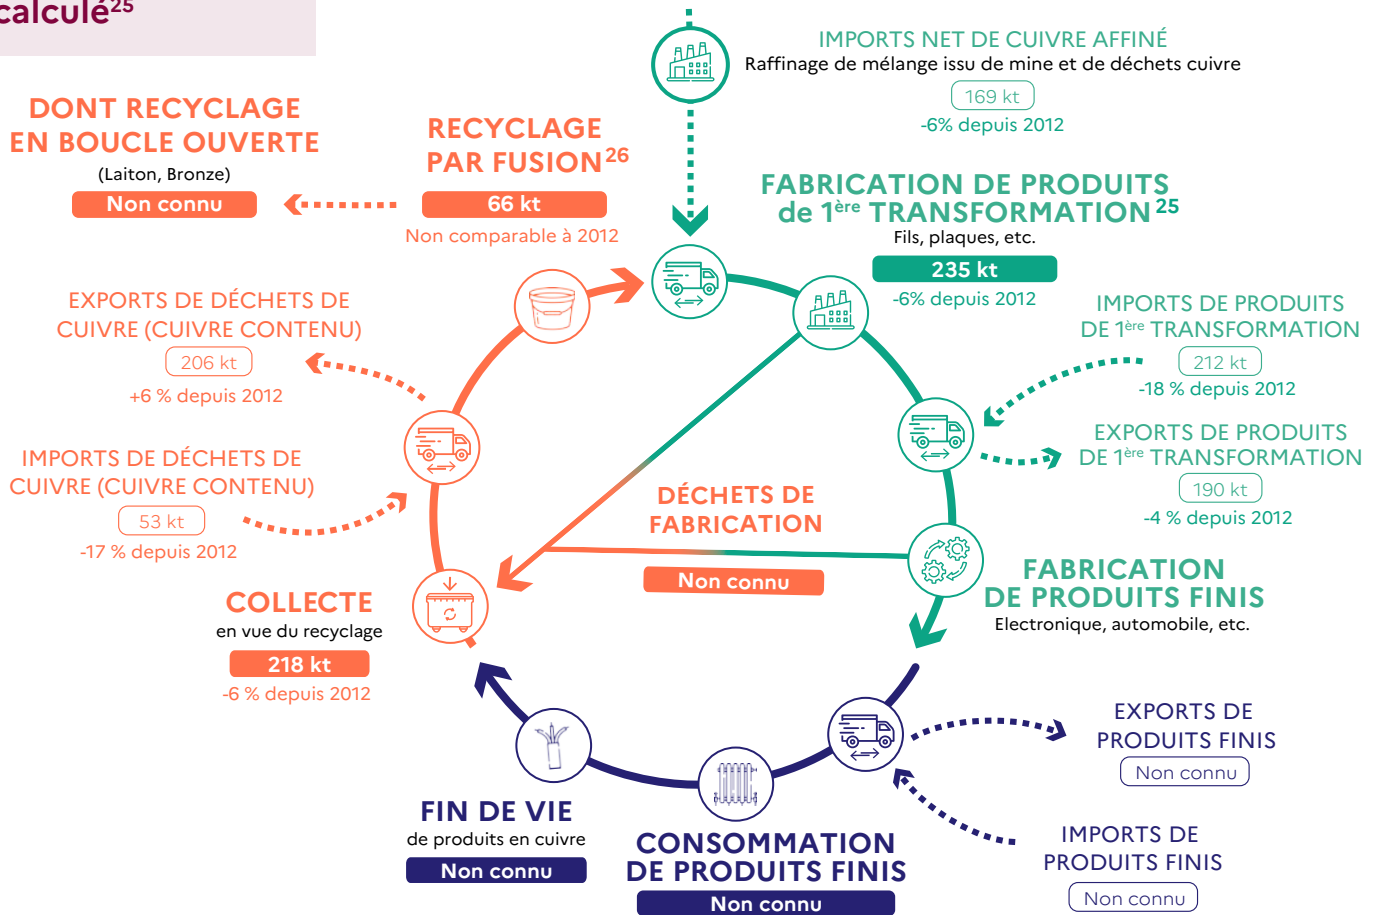 calculé²⁵
IMPORTS NET DE CUIVRE AFFINÉ
Raffinage de mélange issu de mine et de déchets cuivre
169 kt
-6% depuis 2012
DONT RECYCLAGE
EN BOUCLE OUVERTE
(Laiton, Bronze)
Non connu
RECYCLAGE
PAR FUSION²⁶
66 kt
Non comparable à 2012
FABRICATION DE PRODUITS
de 1ère TRANSFORMATION²⁵
Fils, plaques, etc.
235 kt
-6% depuis 2012
EXPORTS DE DÉCHETS DE
CUIVRE (CUIVRE CONTENU)
206 kt
+6 % depuis 2012
IMPORTS DE PRODUITS
DE 1ère TRANSFORMATION
212 kt
-18 % depuis 2012
EXPORTS DE PRODUITS
DE 1ère TRANSFORMATION
190 kt
-4 % depuis 2012
IMPORTS DE DÉCHETS DE
CUIVRE (CUIVRE CONTENU)
53 kt
-17 % depuis 2012
DÉCHETS DE
FABRICATION
Non connu
FABRICATION
DE PRODUITS FINIS
Electronique, automobile, etc.
COLLECTE
en vue du recyclage
218 kt
-6 % depuis 2012
EXPORTS DE
PRODUITS FINIS
Non connu
FIN DE VIE
de produits en cuivre
Non connu
CONSOMMATION
DE PRODUITS FINIS
Non connu
IMPORTS DE
PRODUITS FINIS
Non connu